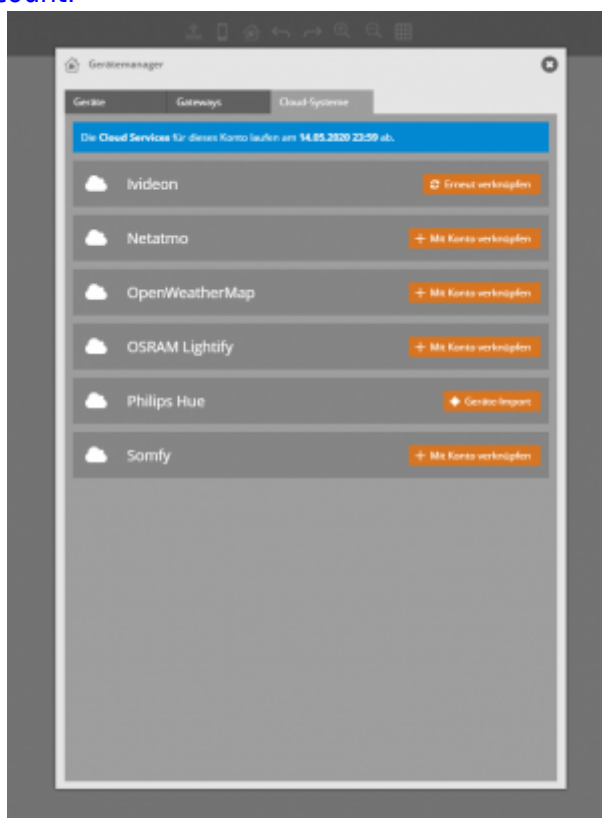 count.
Gerätemanager
Geräte Gateways Cloud-Systeme
Die Cloud Services für dieses Konto laufen am 14.05.2020 23:59 ab.
Ivideon Erneut verknüpfen
Netatmo Mit Konto verknüpfen
OpenWeatherMap Mit Konto verknüpfen
OSRAM Lightify Mit Konto verknüpfen
Philips Hue Geräte-Import
Somfy Mit Konto verknüpfen